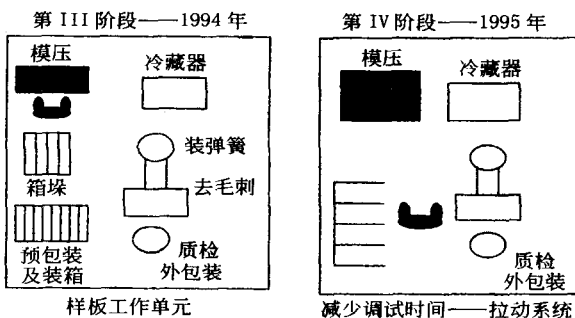 第 III 阶段——1994 年
模压
冷藏器
装弹簧
箱垛
去毛刺
预包装
及装箱
质检
外包装
样板工作单元
第 IV 阶段——1995 年
模压
冷藏器
质检
外包装
减少调试时间——拉动系统